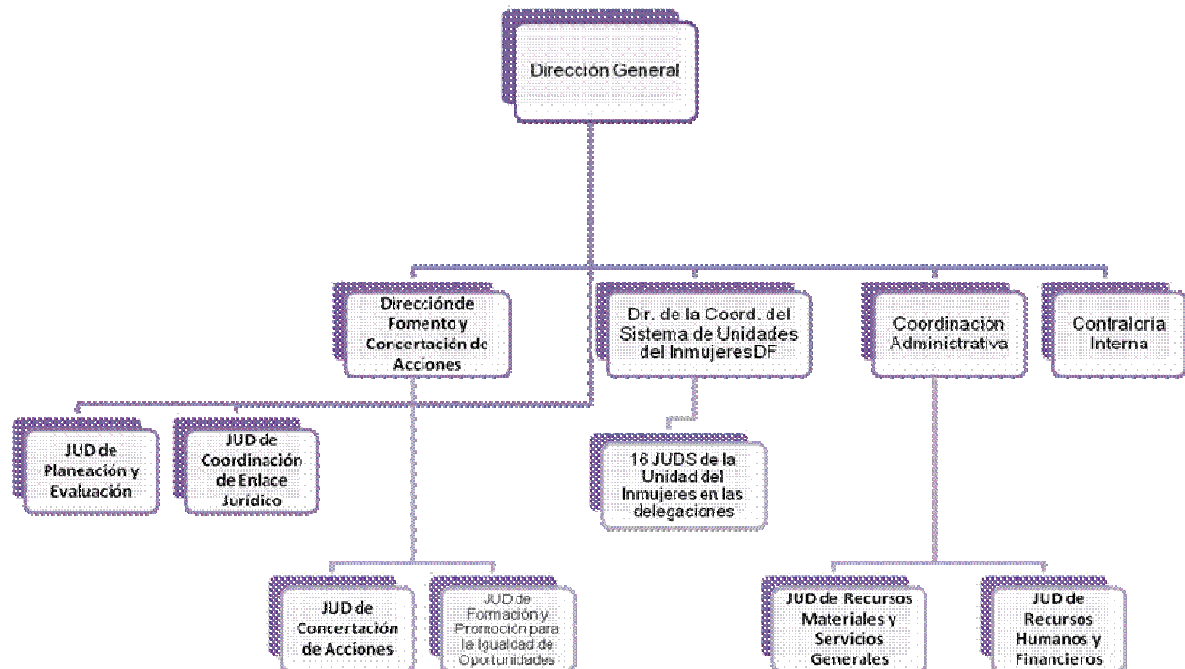 Dirección General
Dirección de
Fomento y
Concertación de
Acciones
Dir. de la Coord. del
Sistema de Unidades
del InmujeresDF
Coordinación
Administrativa
Contraloría
Interna
JUD de
Planeación y
Evaluación
JUD de
Coordinación
de Enlace
Jurídico
16 JUDS de la
Unidad del
Inmujeres en las
delegaciones
JUD de
Concertación
de Acciones
JUD de
Formación y
Promoción para
la Igualdad de
Oportunidades
JUD de Recursos
Materiales y
Servicios
Generales
JUD de
Recursos
Humanos y
Financieros